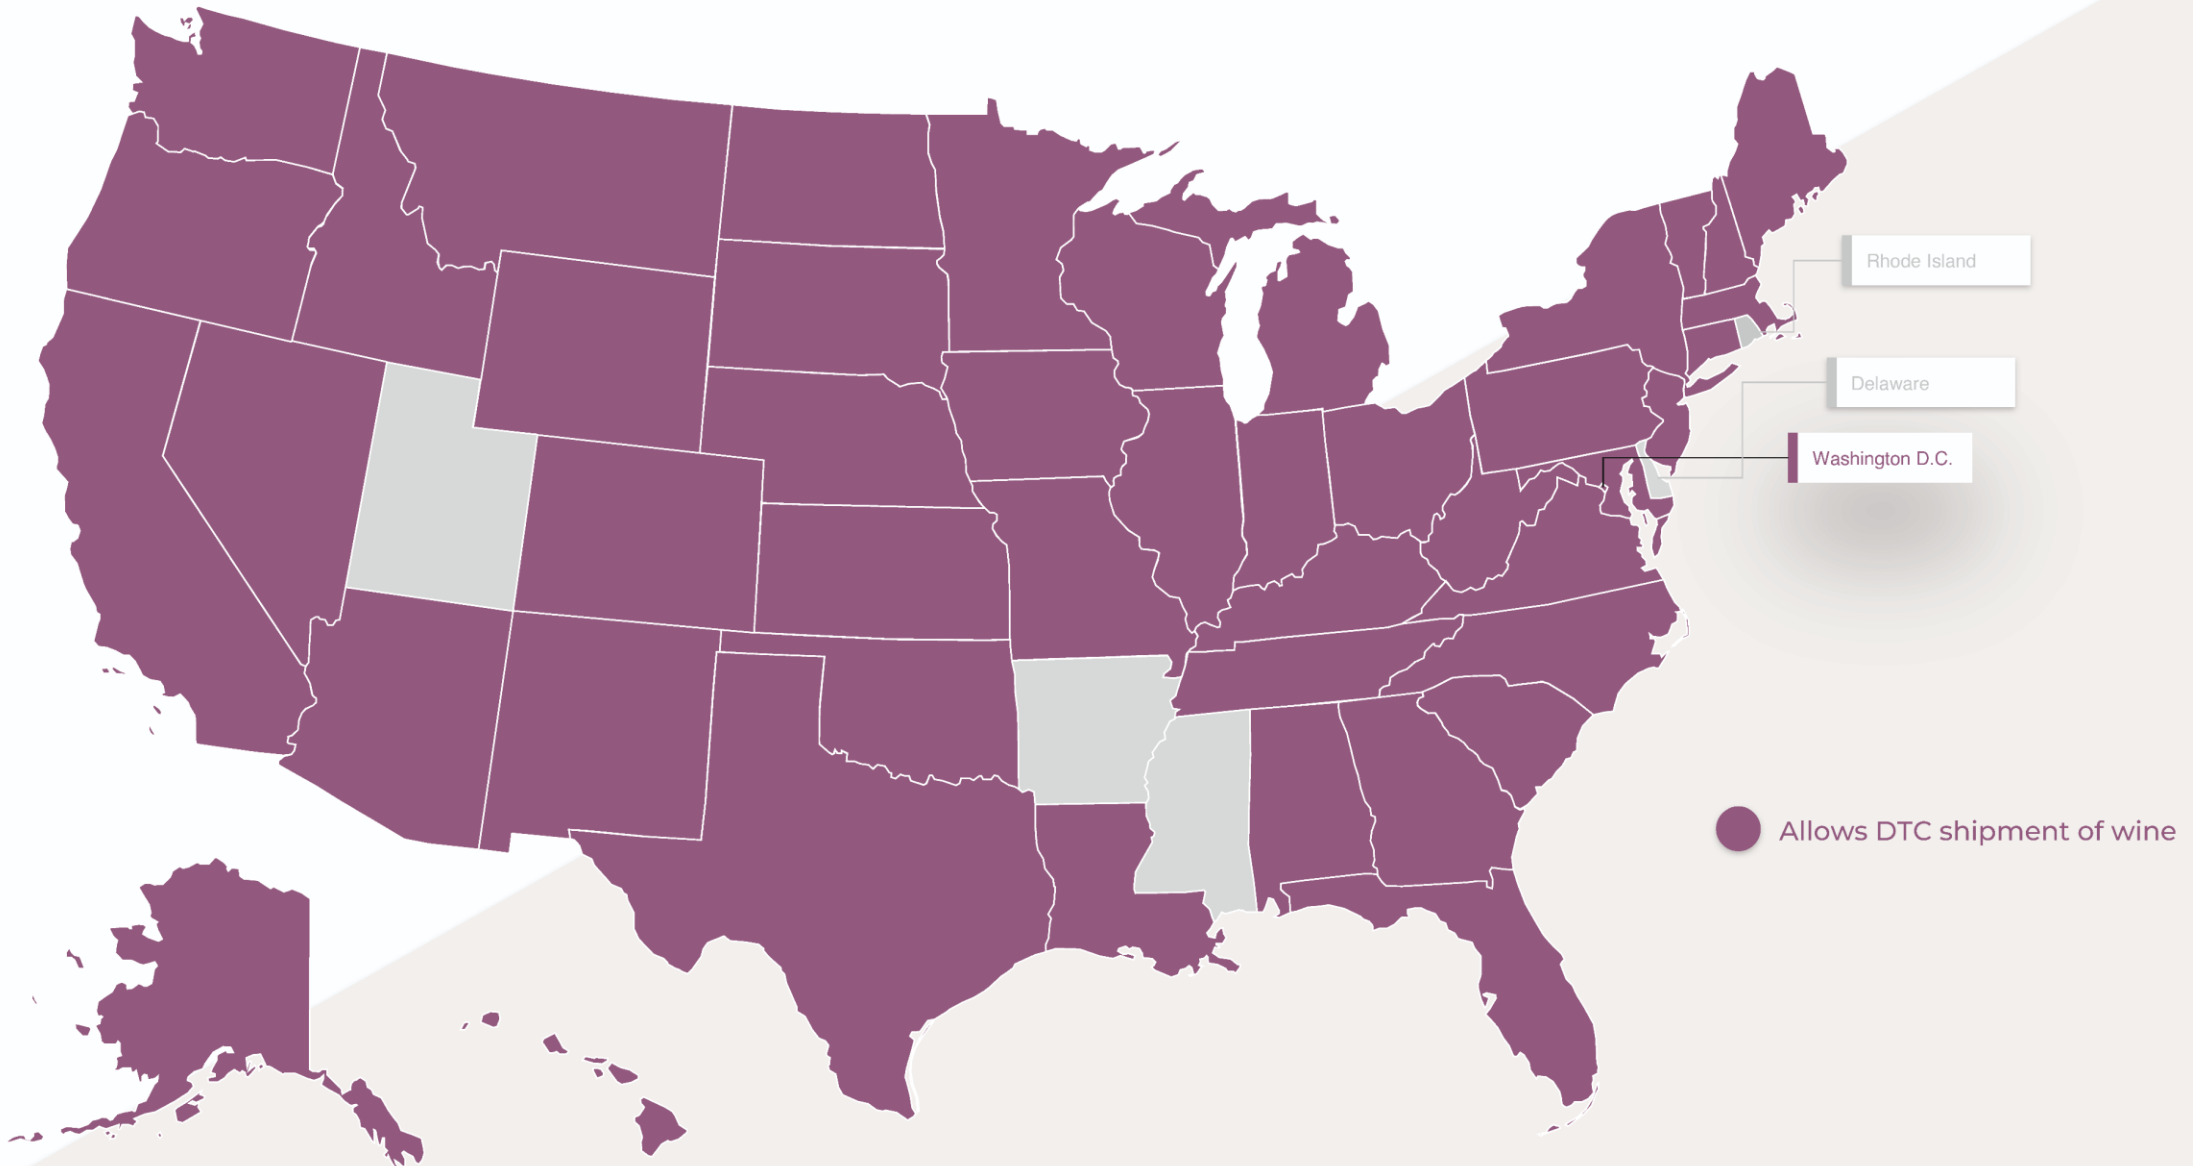 Rhode Island
Delaware
Washington D.C.
Allows DTC shipment of wine